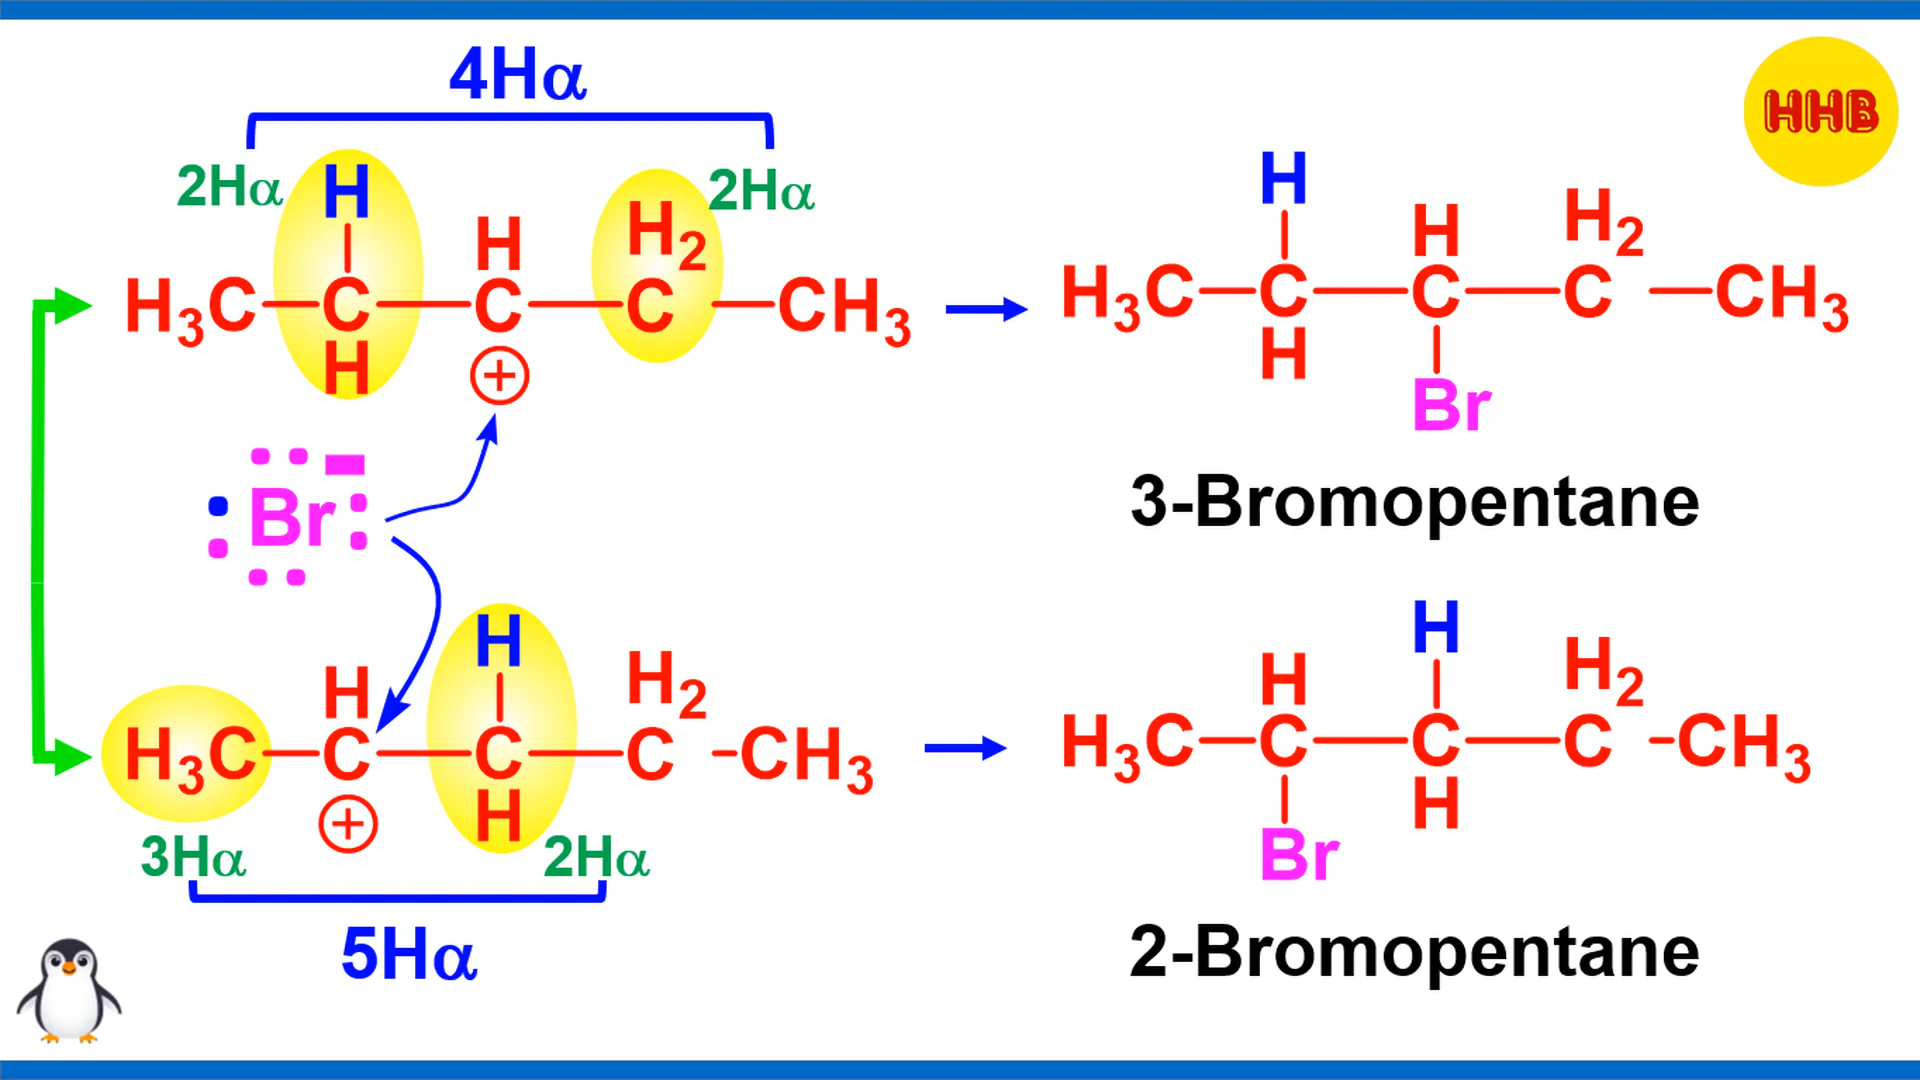 4Hα
HHB
2Hα H 2Hα
H H2
H3C C C C CH3
H +
H
H H2
H3C C C C CH3
H
Br
3-Bromopentane
Br
H
H H2
H3C C C C CH3
+ H
3Hα 2Hα
5Hα
H
H H2
H3C C C C -CH3
H
Br
2-Bromopentane